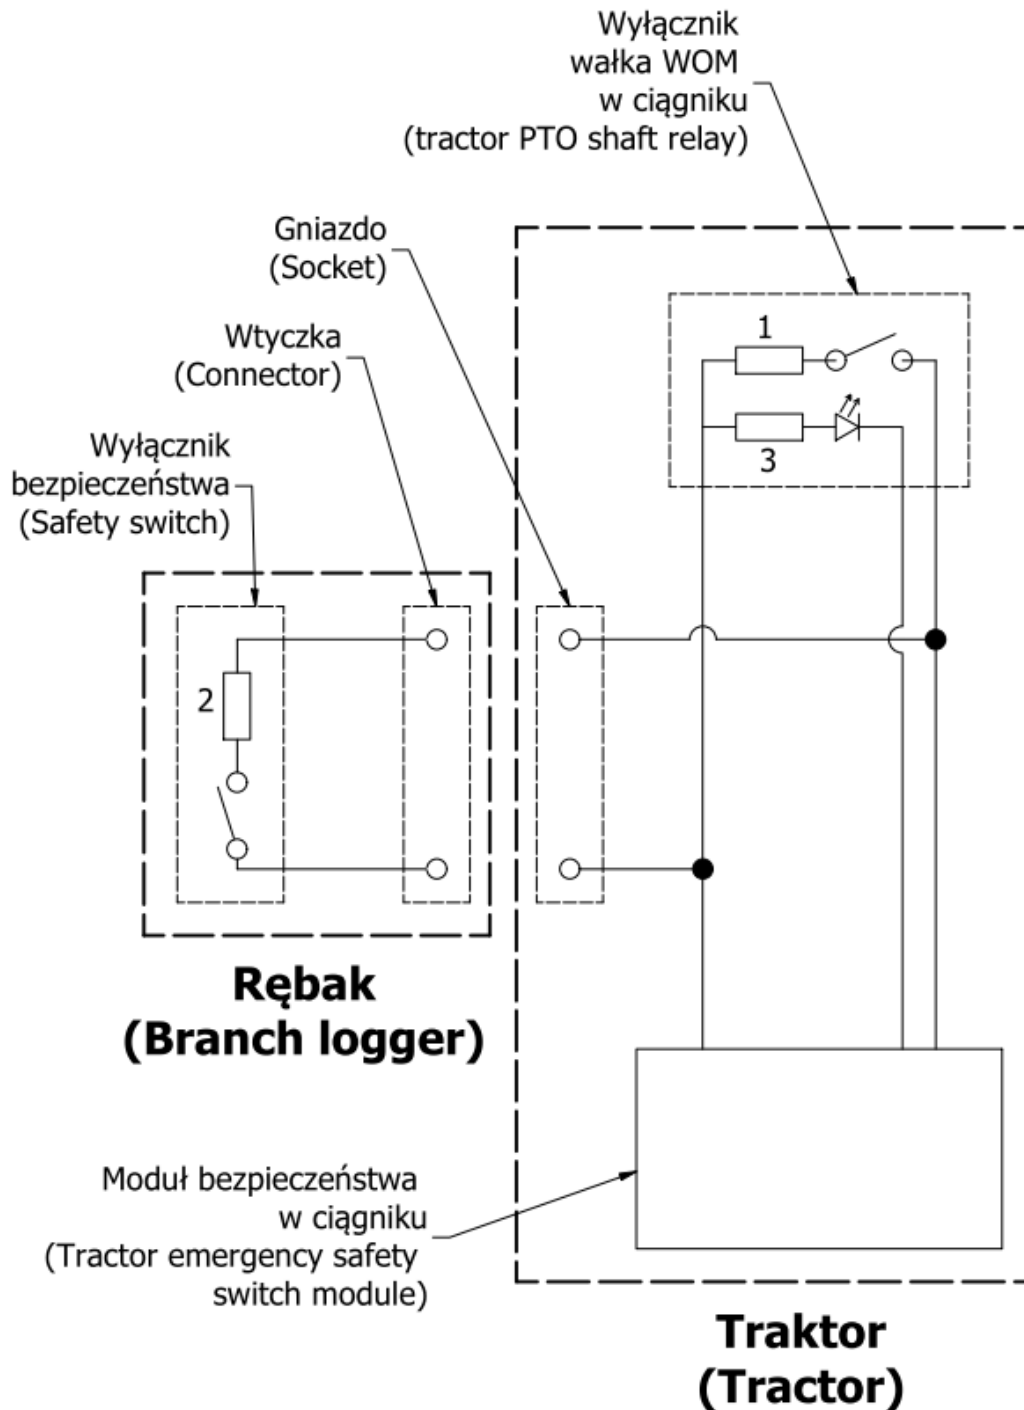 Wyłącznik
wałka WOM
w ciągniku
(tractor PTO shaft relay)
Gniazdo
(Socket)
Wtyczka
(Connector)
Wyłącznik
bezpieczeństwa
(Safety switch)
1
3
2
Rębak
(Branch logger)
Moduł bezpieczeństwa
w ciągniku
(Tractor emergency safety
switch module)
Traktor
(Tractor)